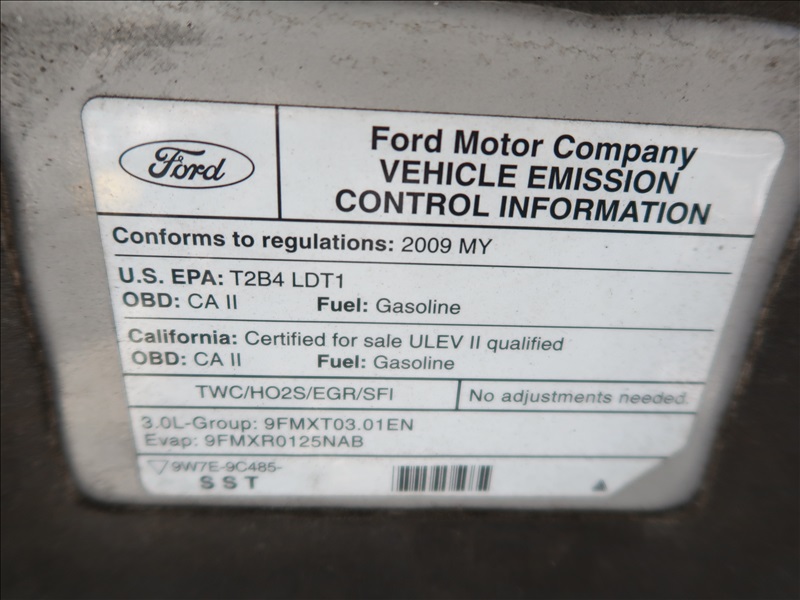 Ford
Ford Motor Company
VEHICLE EMISSION
CONTROL INFORMATION
Conforms to regulations: 2009 MY
U.S. EPA: T2B4 LDT1
OBD: CA II Fuel: Gasoline
California: Certified for sale ULEV II qualified
OBD: CA II Fuel: Gasoline
TWC/HO2S/EGR/SFI No adjustments needed.
3.0L-Group: 9FMXT03.01EN
Evap: 9FMXR0125NAB
9W7E-9C485-
SST